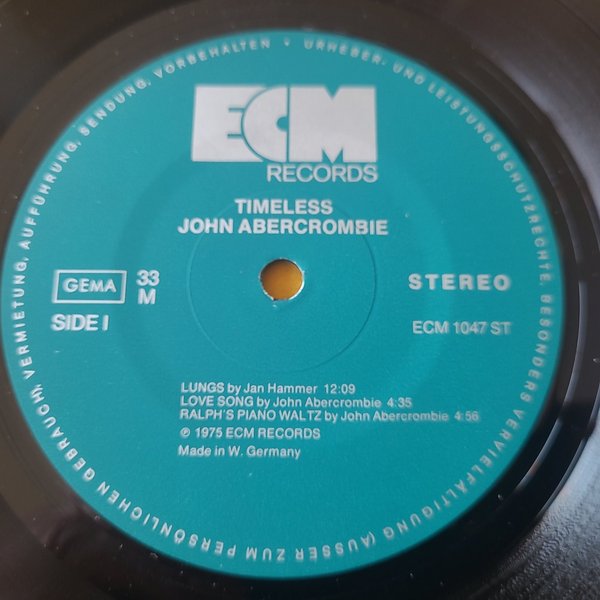 ECM
RECORDS
TIMELESS
JOHN ABERCROMBIE
GEMA
33
M
SIDE I
STEREO
ECM 1047 ST
LUNGS by Jan Hammer 12:09
LOVE SONG by John Abercrombie 4:35
RALPH'S PIANO WALTZ by John Abercrombie 4:56
℗ 1975 ECM RECORDS
Made in W. Germany
URHEBER- UND LEISTUNGSSCHUTZRECHTE, BESONDERS VERVIELFÄLTIGUNG (AUSSER ZUM PERSÖNLICHEN GEBRAUCH), VERMIETUNG, AUFFÜHRUNG, SENDUNG, VORBEHALTEN •